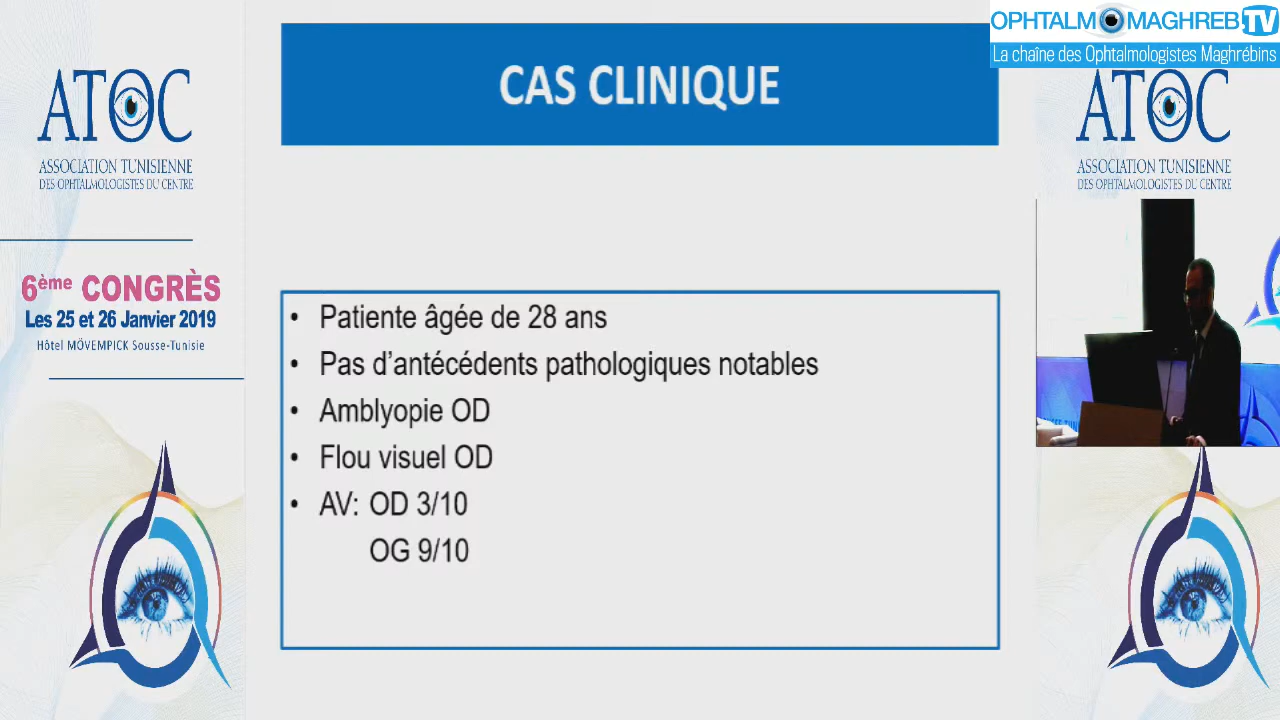 OPHTALM MAGHREB TV
La chaîne des Ophtalmologistes Maghrébins
CAS CLINIQUE
ATOC
ASSOCIATION TUNISIENNE
DES OPHTALMOLOGISTES DU CENTRE
ATOC
ASSOCIATION TUNISIENNE
DES OPHTALMOLOGISTES DU CENTRE
6ème CONGRÈS
Les 25 et 26 Janvier 2019
Hôtel MÖVEMPICK Sousse-Tunisie
• Patiente âgée de 28 ans
• Pas d’antécédents pathologiques notables
• Amblyopie OD
• Flou visuel OD
• AV: OD 3/10
OG 9/10